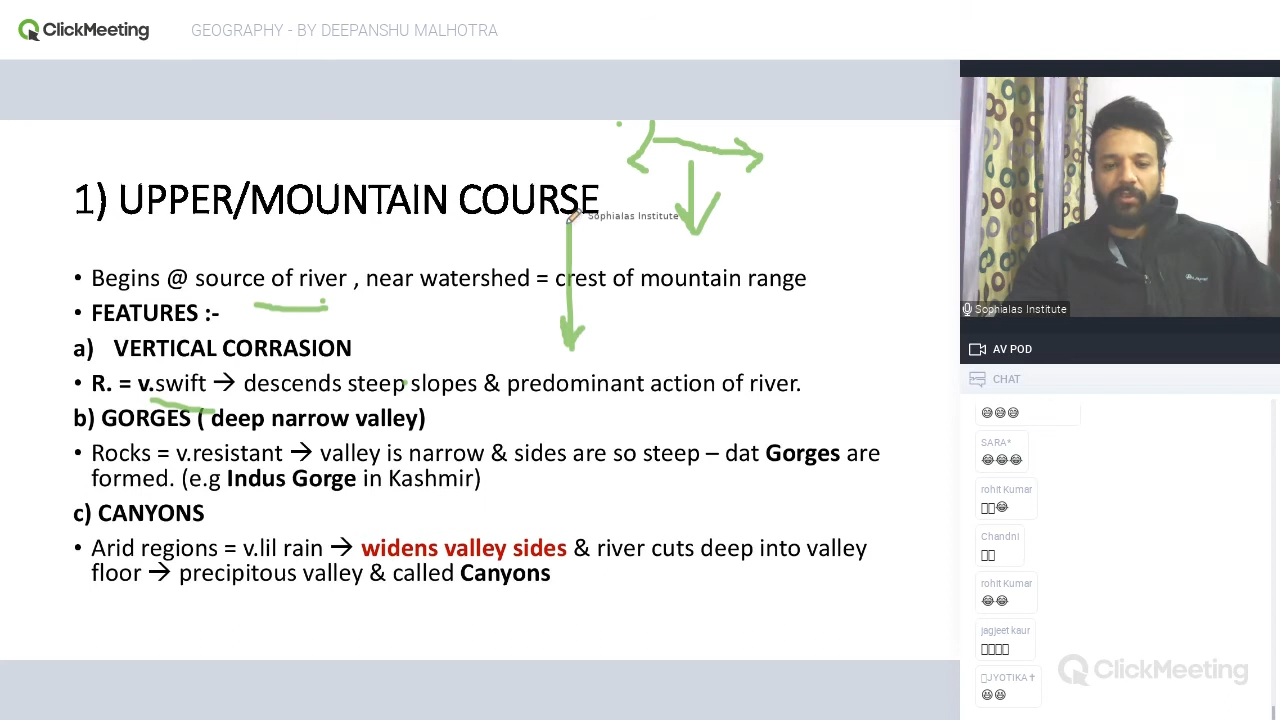 ClickMeeting
GEOGRAPHY - BY DEEPANSHU MALHOTRA
1) UPPER/MOUNTAIN COURSE
Sophialas Institute
• Begins @ source of river , near watershed = crest of mountain range
• FEATURES :-
a) VERTICAL CORRASION
• R. = v.swift → descends steep slopes & predominant action of river.
b) GORGES ( deep narrow valley)
• Rocks = v.resistant → valley is narrow & sides are so steep – dat Gorges are
formed. (e.g Indus Gorge in Kashmir)
c) CANYONS
• Arid regions = v.lil rain → widens valley sides & river cuts deep into valley
floor → precipitous valley & called Canyons
Sophialas Institute
AV POD
CHAT
😅😅😅
SARA*
😂😂😂
rohit Kumar
▯▯😂
Chandni
▯▯
rohit Kumar
😂😂
jagjeet kaur
▯▯▯▯
▯JYOTIKA✝
😆😆
ClickMeeting